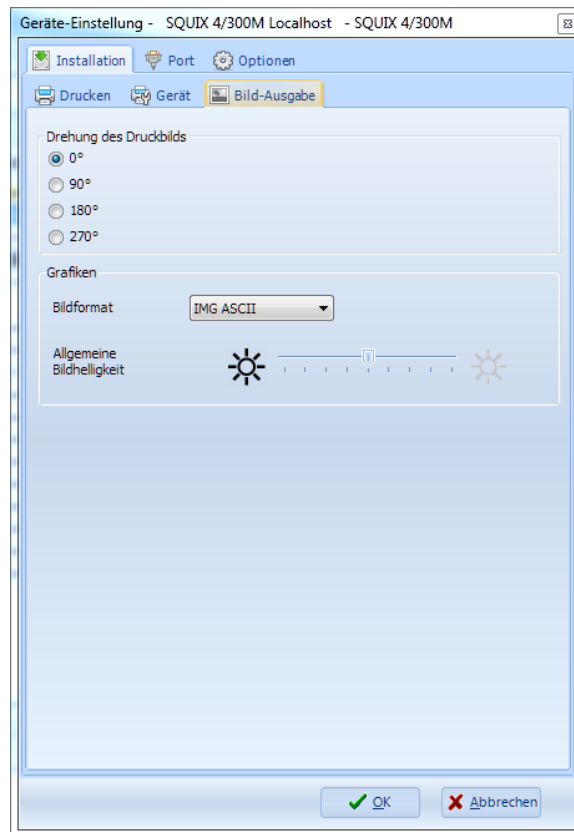 Geräte-Einstellung - SQUIX 4/300M Localhost - SQUIX 4/300M
Installation Port Optionen
Drucken Gerät Bild-Ausgabe
Drehung des Druckbilds
0°
90°
180°
270°
Grafiken
Bildformat IMG ASCII
Allgemeine
Bildhelligkeit
OK Abbrechen